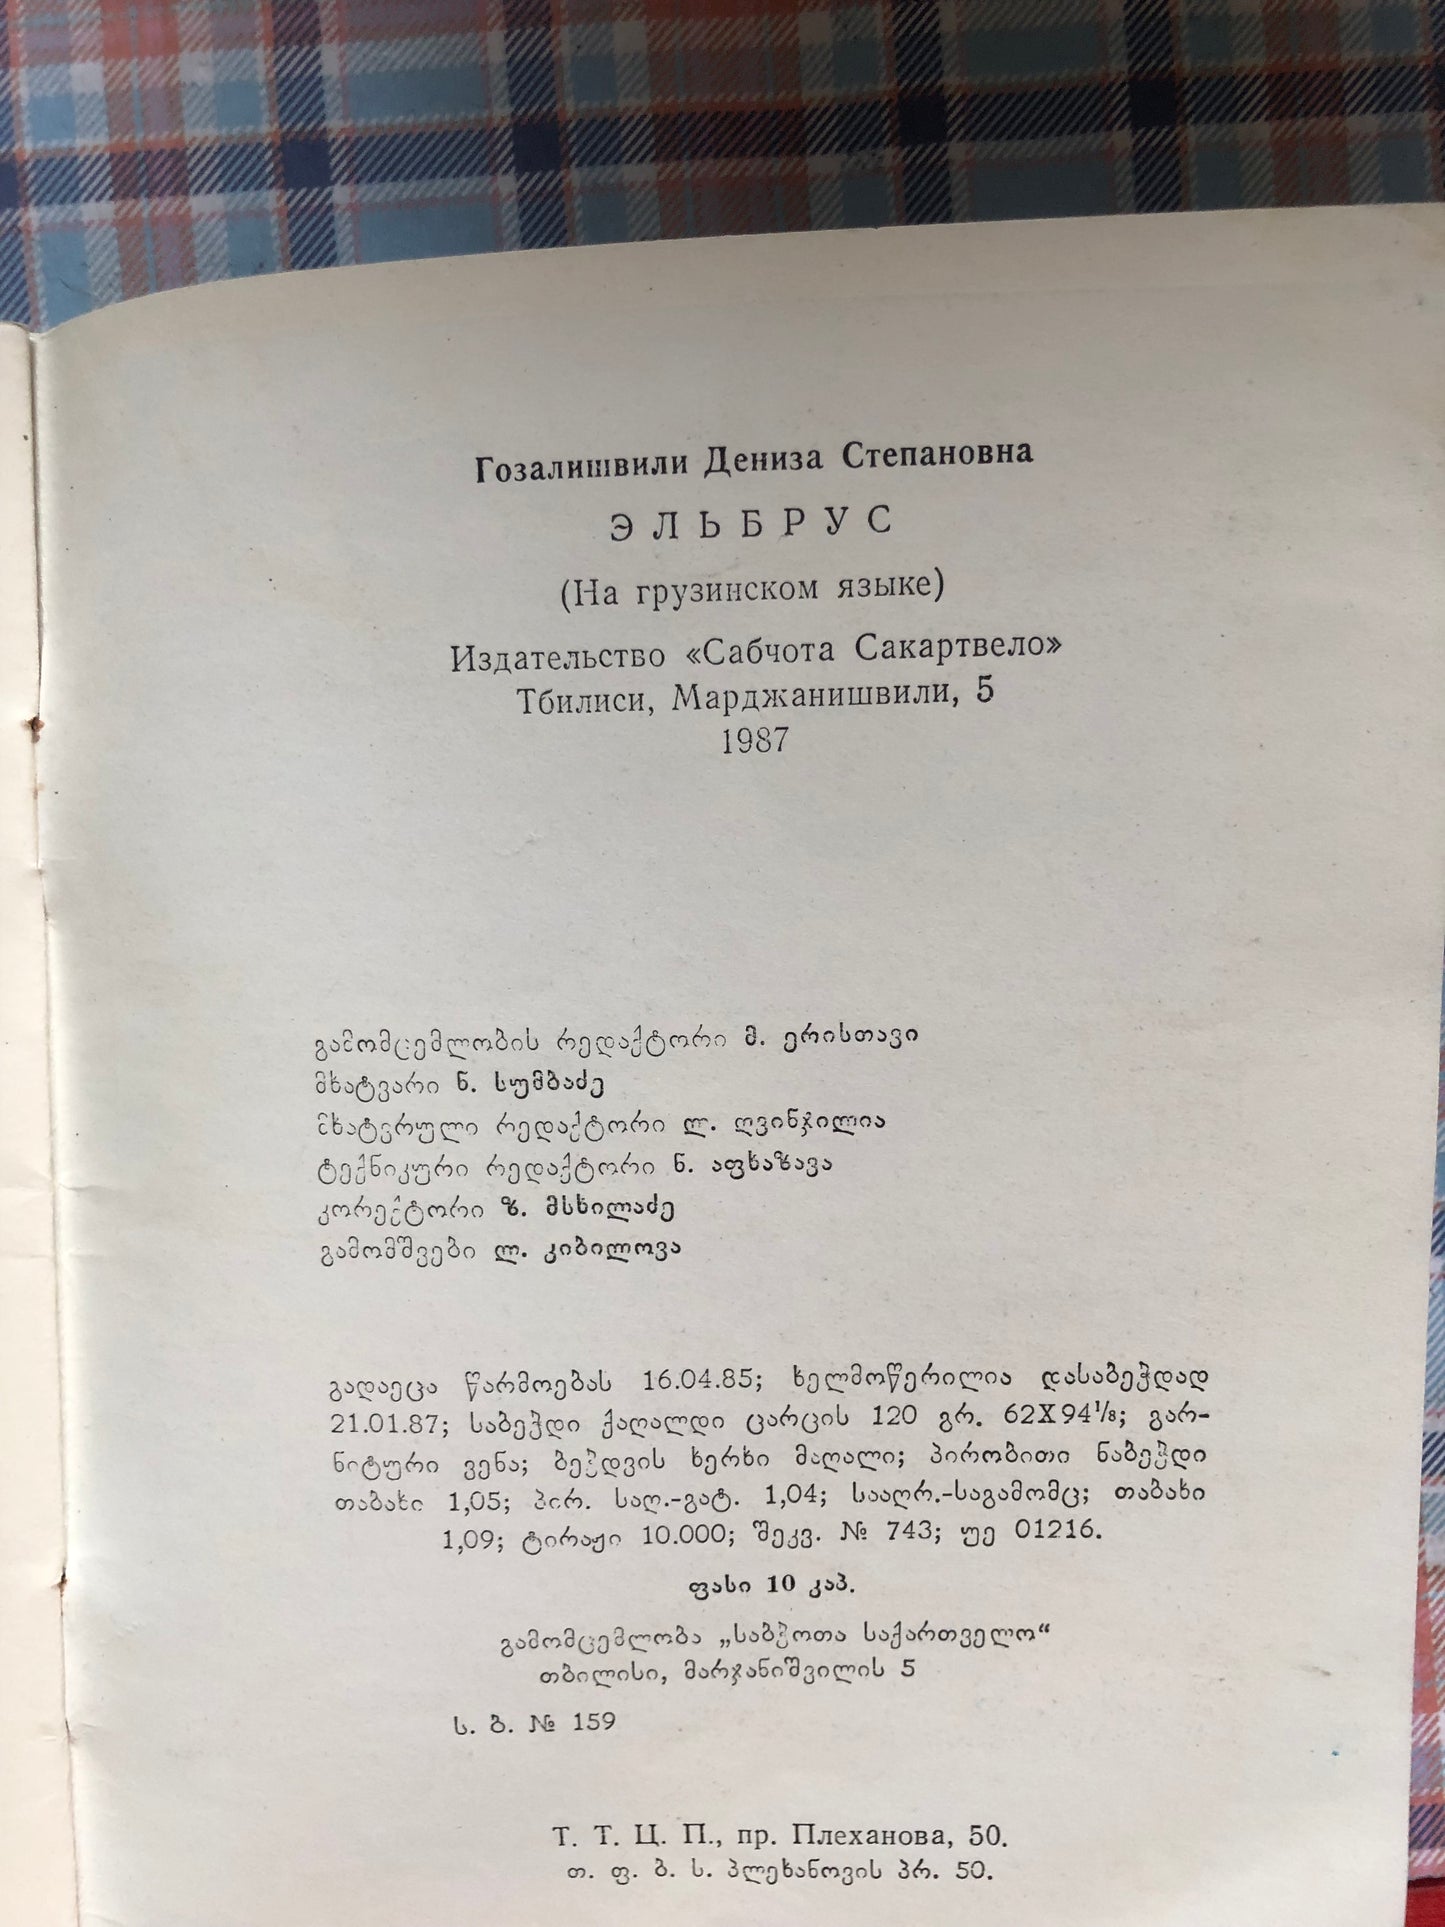 Гозалишвили Дениза Степановна
ЭЛЬБРУС
(На грузинском языке)
Издательство «Сабчота Сакартвело»
Тбилиси, Марджанишвили, 5
1987
გამომცემლობის რედაქტორი მ. ერისთავი
მხატვარი ნ. სუმბაძე
მხატვრული რედაქტორი ლ. ღვინჯილია
ტექნიკური რედაქტორი ნ. აფხაზავა
კორექტორი ზ. მსხილაძე
გამომშვები ლ. კიბილოვა
გადაეცა წარმოებას 16.04.85; ხელმოწერილია დასაბეჭდად
21.01.87; საბეჭდი ქაღალდი ცარცის 120 გრ. 62X94⅛; გარ-
ნიტური ვენა; ბეჭდვის ხერხი მაღალი; პირობითი ნაბეჭდი
თაბახი 1,05; პირ. საღ.-გატ. 1,04; სააღრ.-საგამომც; თაბახი
1,09; ტირაჟი 10.000; შეკვ. № 743; უე 01216.
ფასი 10 კაპ.
გამომცემლობა „საბჭოთა საქართველო“
თბილისი, მარჯანიშვილის 5
ს. ბ. № 159
Т. Т. Ц. П., пр. Плеханова, 50.
თ. ფ. ბ. ს. პლეხანოვის პრ. 50.